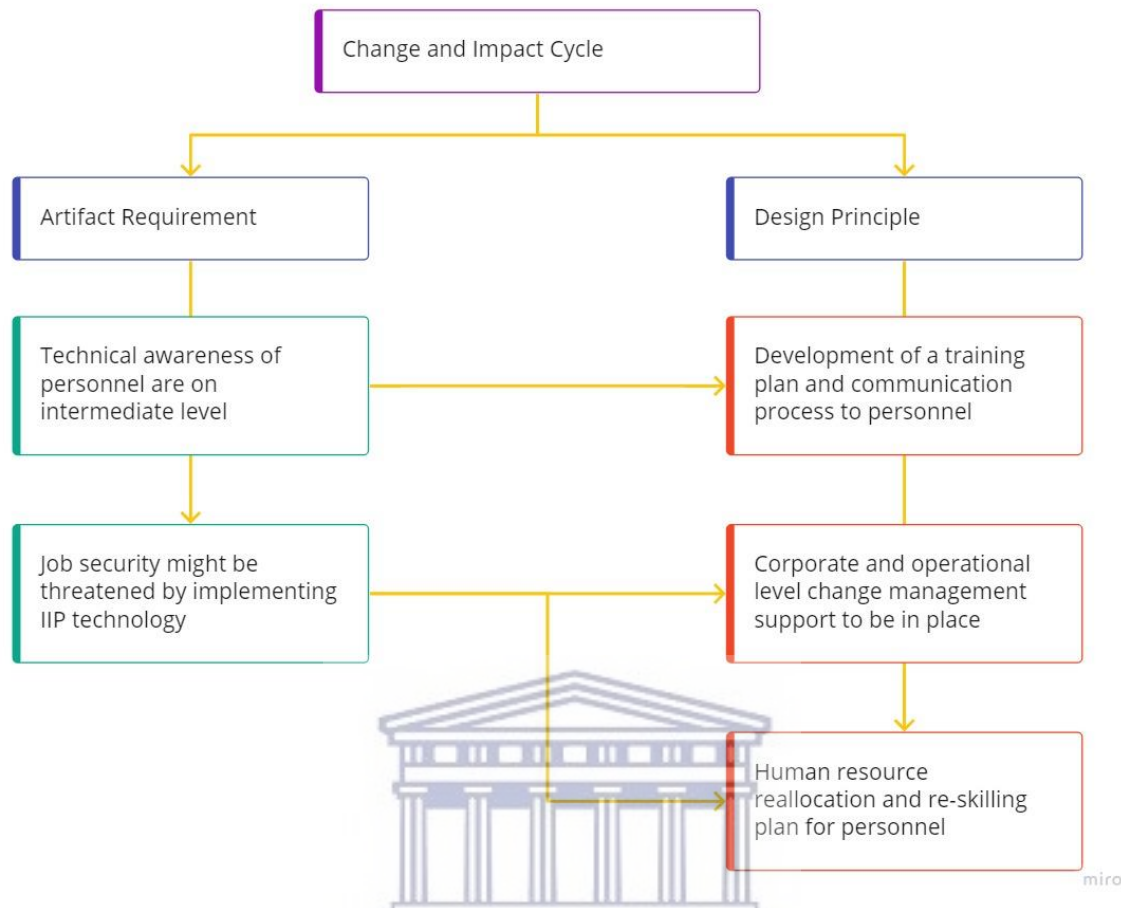 Change and Impact Cycle
Artifact Requirement
Design Principle
Technical awareness of
personnel are on
intermediate level
Development of a training
plan and communication
process to personnel
Job security might be
threatened by implementing
IIP technology
Corporate and operational
level change management
support to be in place
Human resource
reallocation and re-skilling
plan for personnel
miro